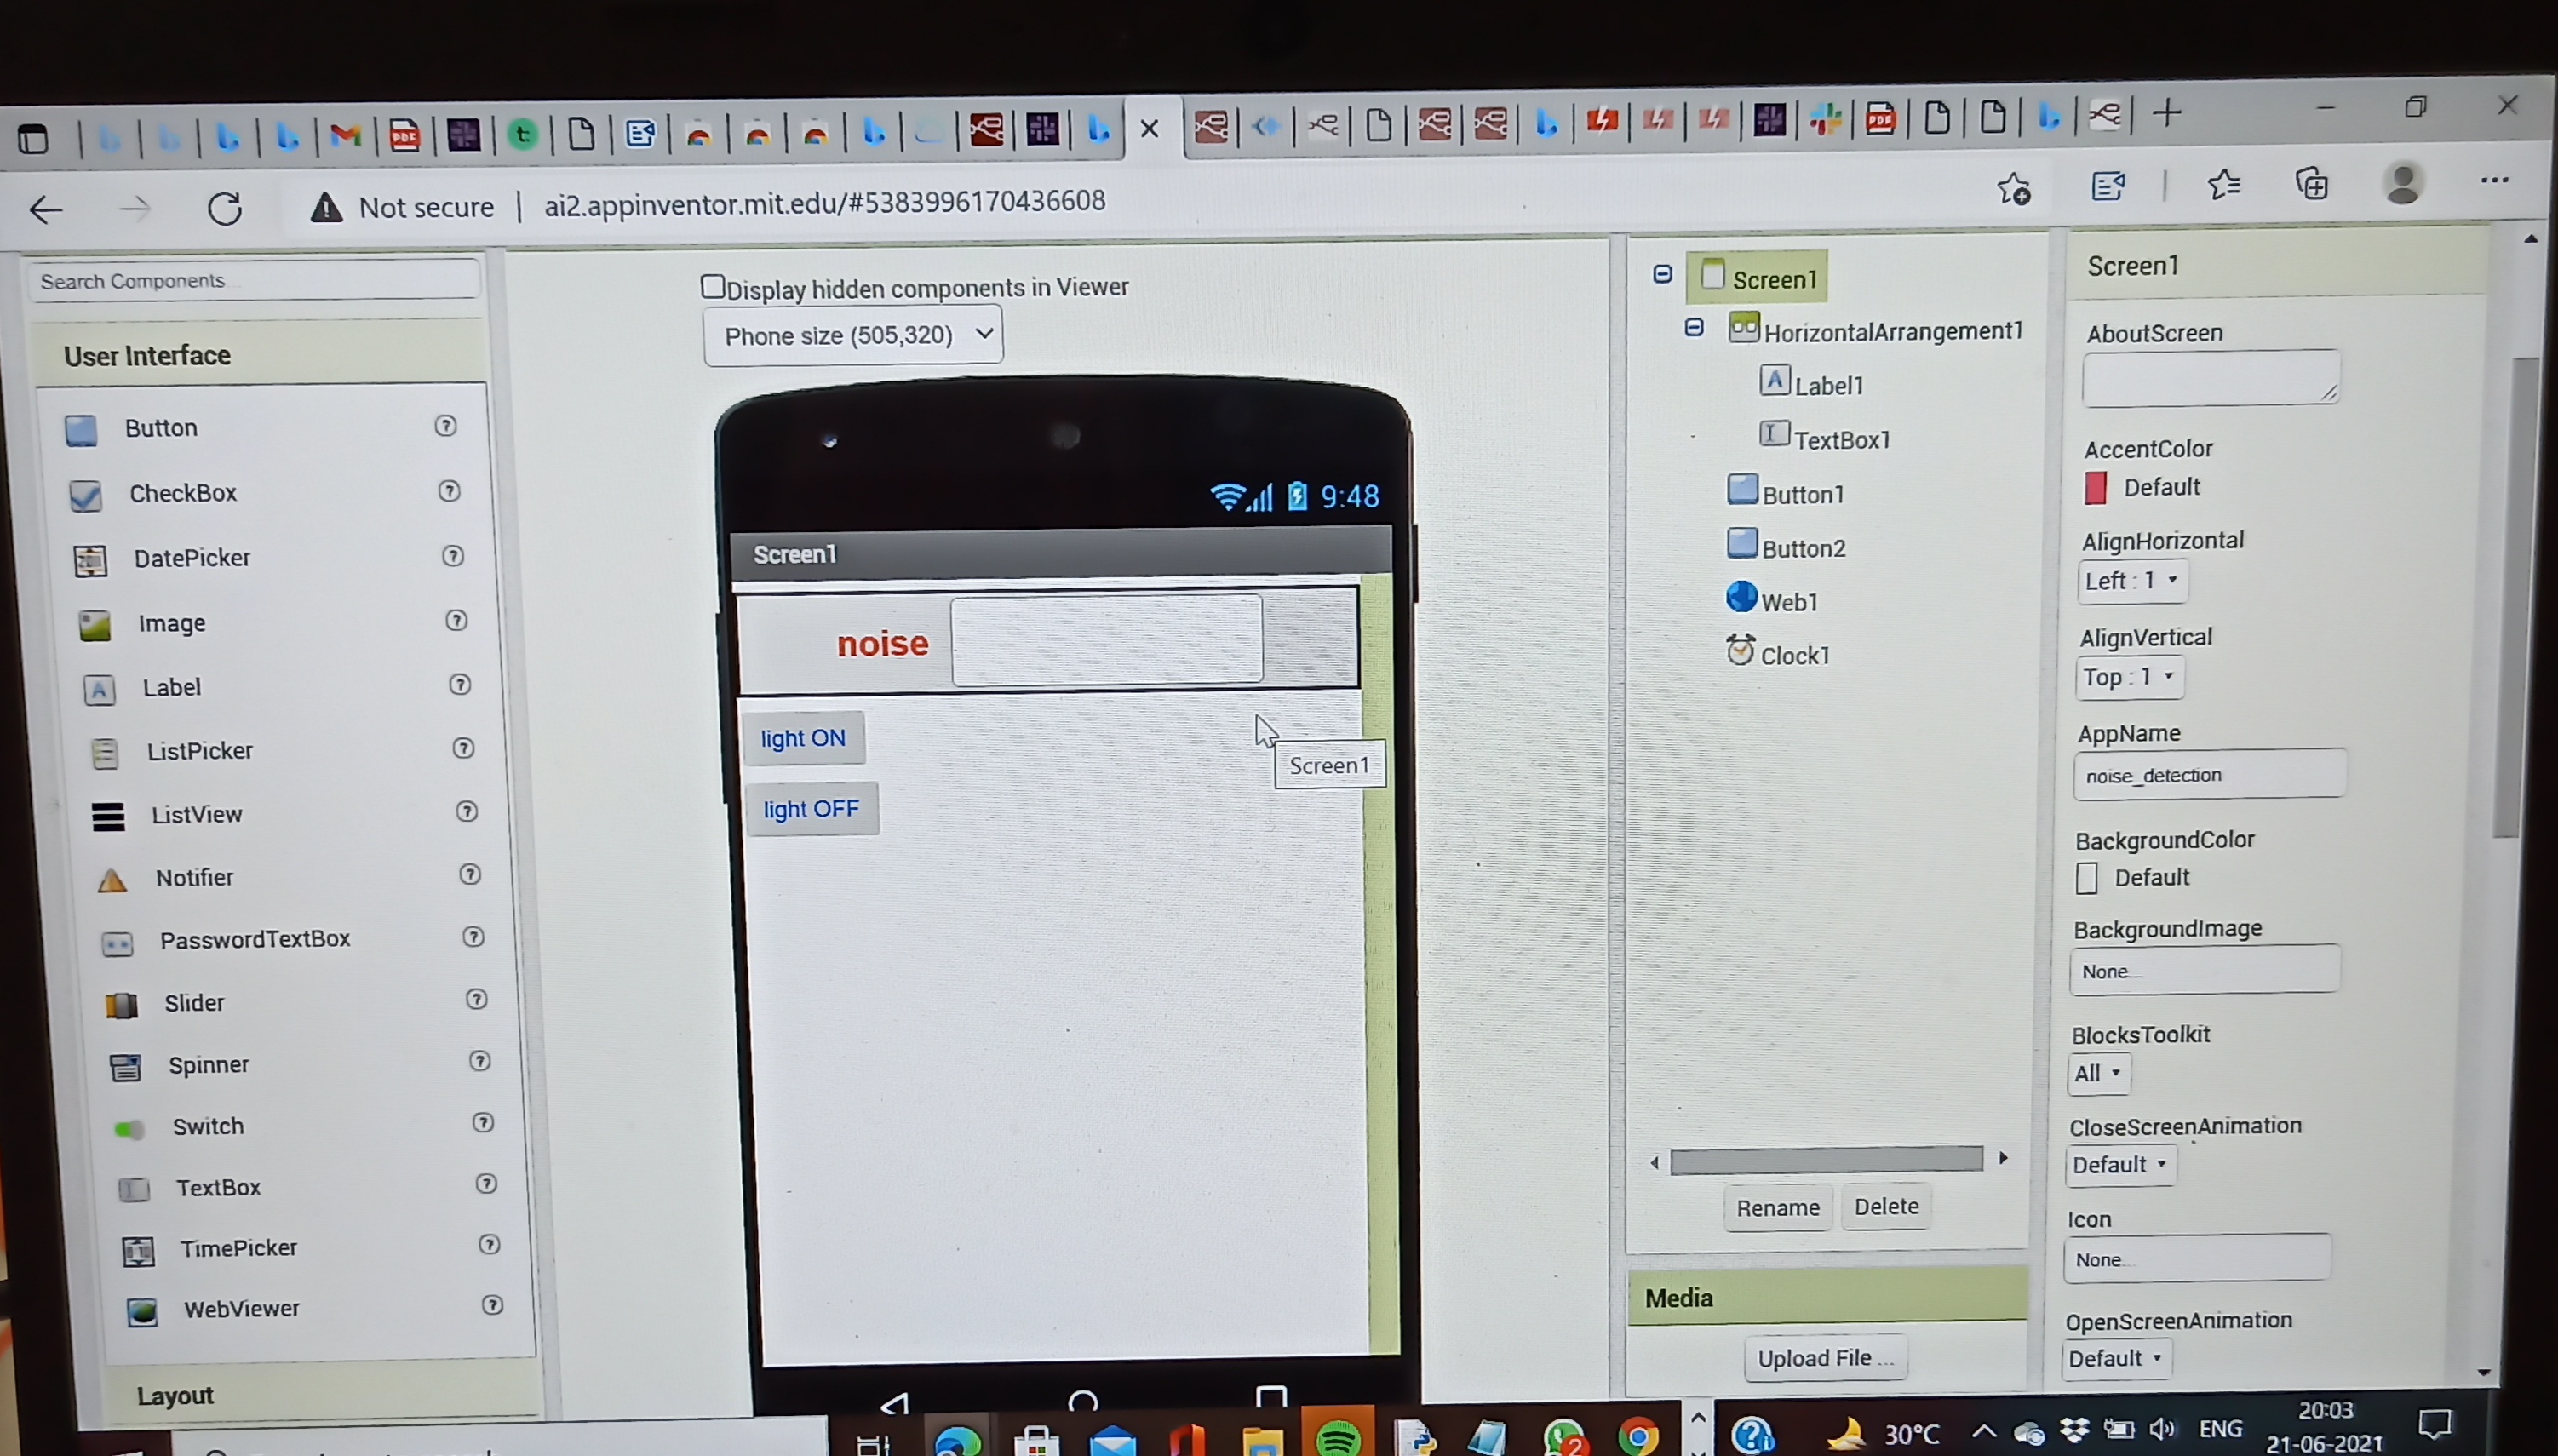 Not secure | ai2.appinventor.mit.edu/#5383996170436608
Search Components
User Interface
Button
CheckBox
DatePicker
Image
Label
ListPicker
ListView
Notifier
PasswordTextBox
Slider
Spinner
Switch
TextBox
TimePicker
WebViewer
Layout
Display hidden components in Viewer
Phone size (505,320)
9:48
Screen1
noise
light ON
light OFF
Screen1
Screen1
HorizontalArrangement1
Label1
TextBox1
Button1
Button2
Web1
Clock1
Rename Delete
Media
Upload File ...
Screen1
AboutScreen
AccentColor
Default
AlignHorizontal
Left : 1
AlignVertical
Top : 1
AppName
noise_detection
BackgroundColor
Default
BackgroundImage
None...
BlocksToolkit
All
CloseScreenAnimation
Default
Icon
None...
OpenScreenAnimation
Default
2
30°C
ENG
20:03
21-06-2021